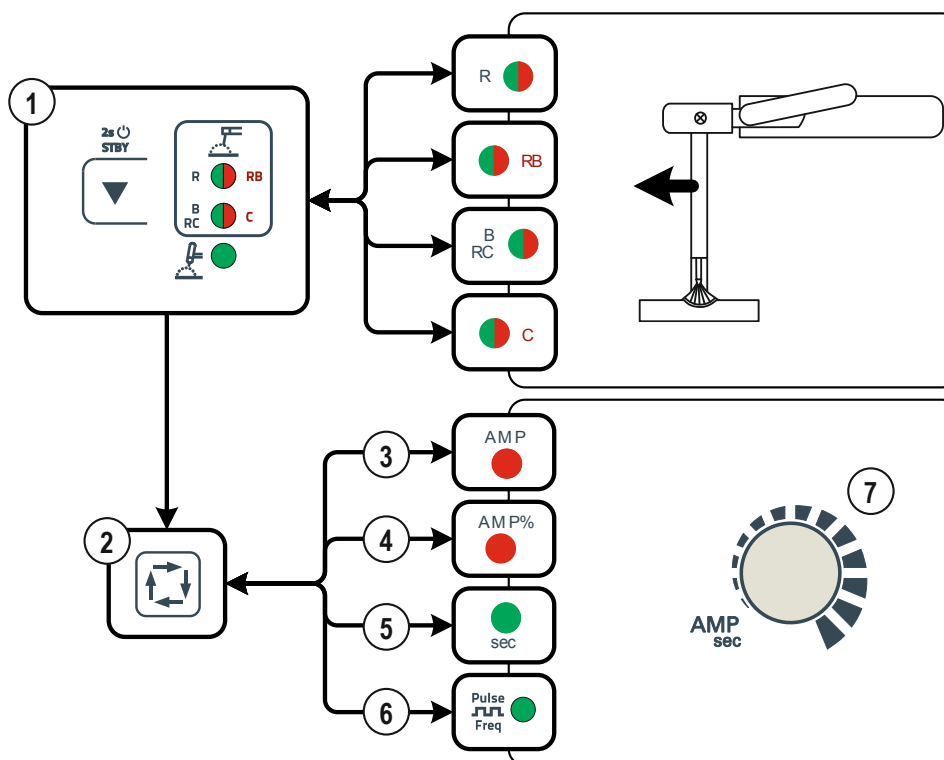 1
2s
STBY
R RB
B
RC C
R
RB
B
RC
C
2
3
AMP
4
AMP%
5
sec
6
Pulse
Freq
7
AMP
sec